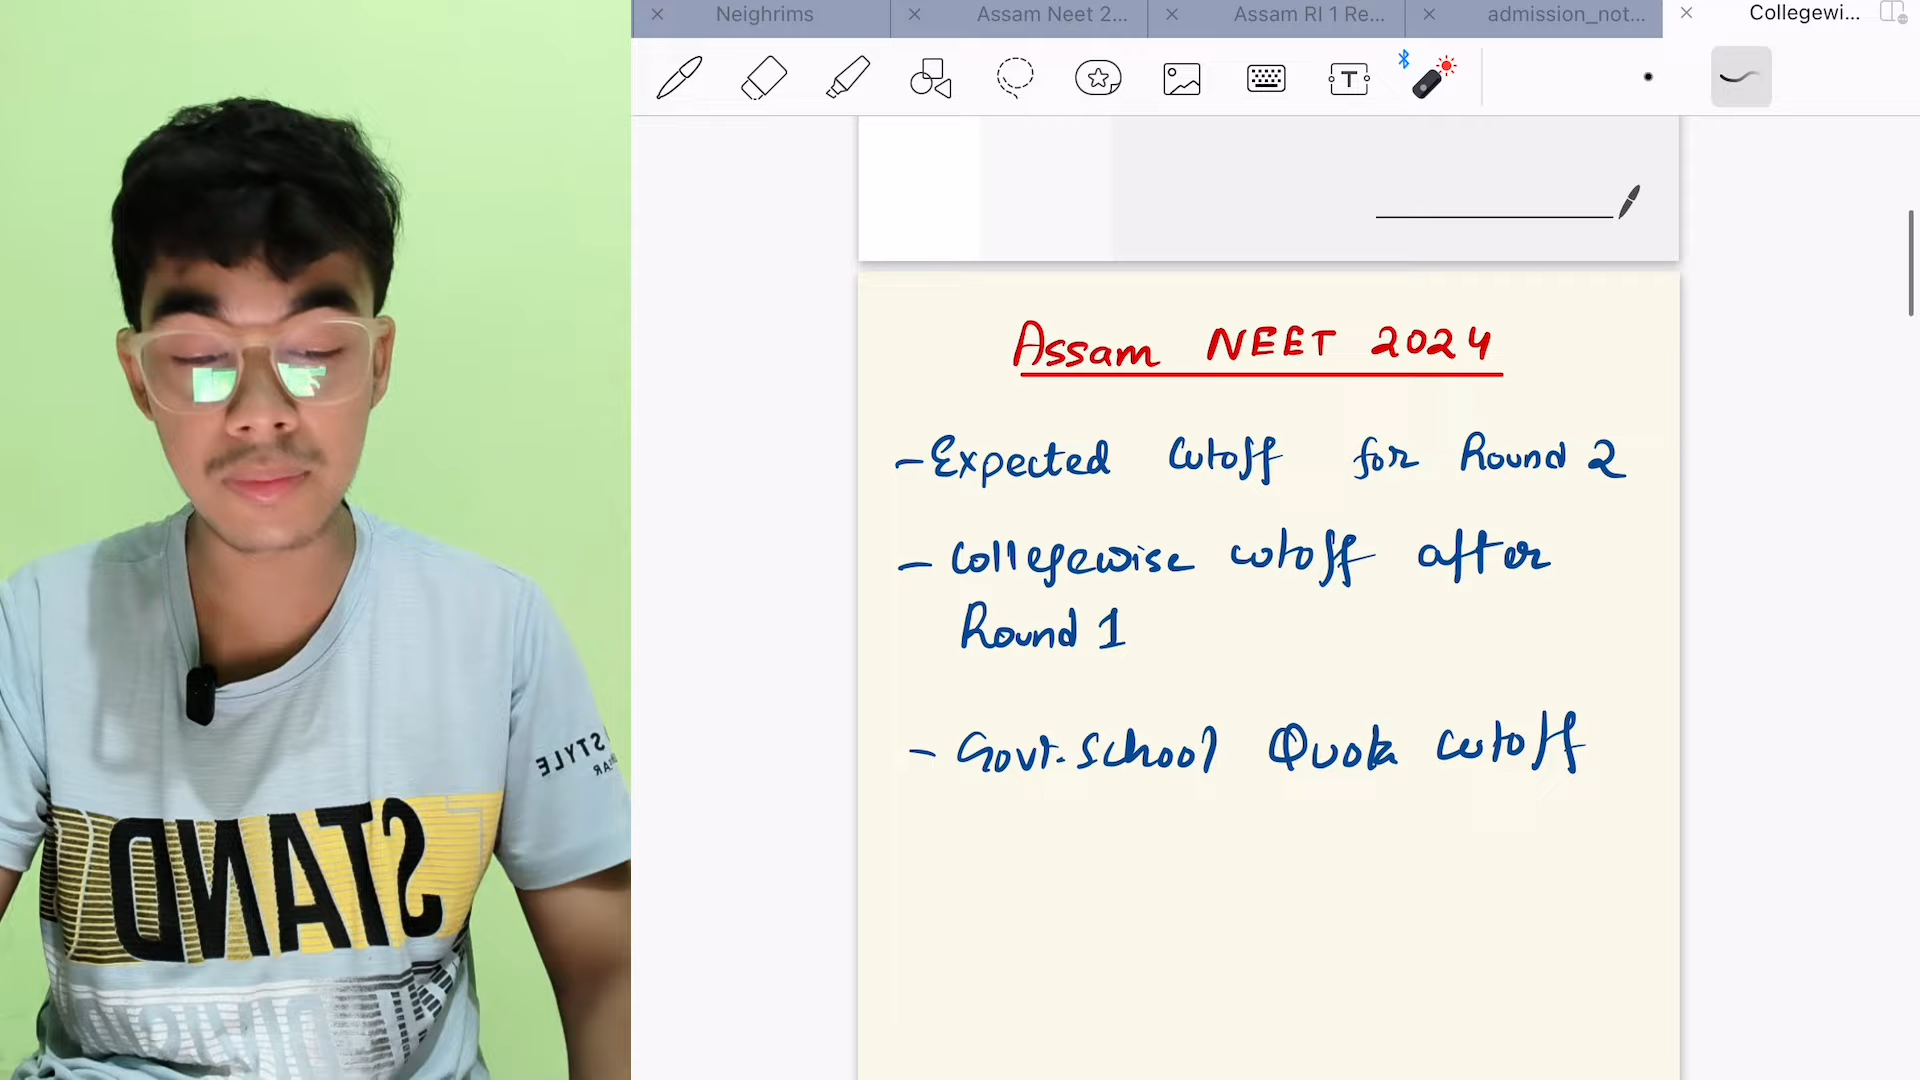 Neighrims
Assam Neet 2...
Assam RI 1 Re...
admission_not...
Collegewi...
T
Assam NEET 2024
- Expected Cutoff for Round 2
- Collegewise cutoff after
Round 1
- Govt. School Quota cutoff
STYLE
STAND